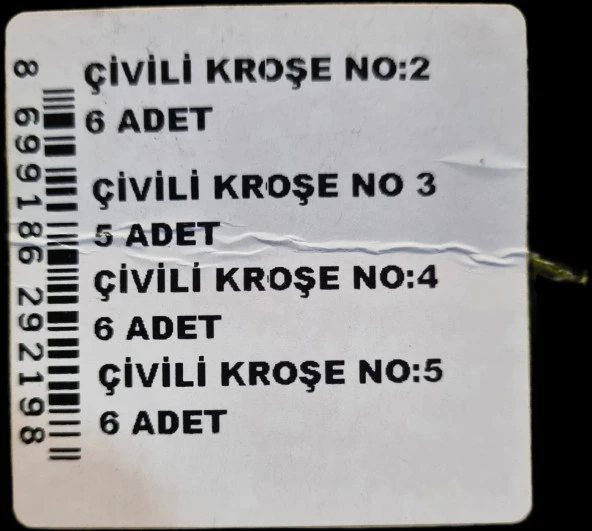 ÇİVİLİ KROŞE NO:2
6 ADET
ÇİVİLİ KROŞE NO 3
5 ADET
ÇİVİLİ KROŞE NO:4
6 ADET
ÇİVİLİ KROŞE NO:5
6 ADET
8 699186 292198